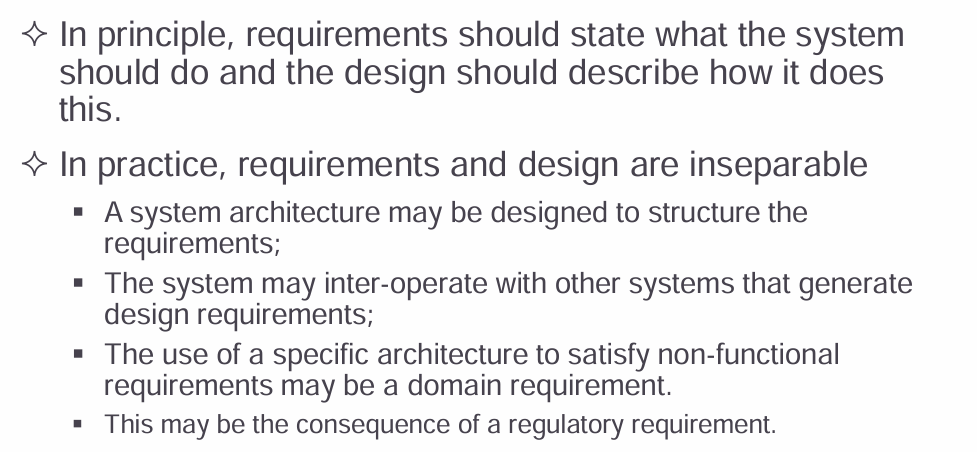 ✧ In principle, requirements should state what the system
should do and the design should describe how it does
this.
✧ In practice, requirements and design are inseparable
▪ A system architecture may be designed to structure the
requirements;
▪ The system may inter-operate with other systems that generate
design requirements;
▪ The use of a specific architecture to satisfy non-functional
requirements may be a domain requirement.
▪ This may be the consequence of a regulatory requirement.